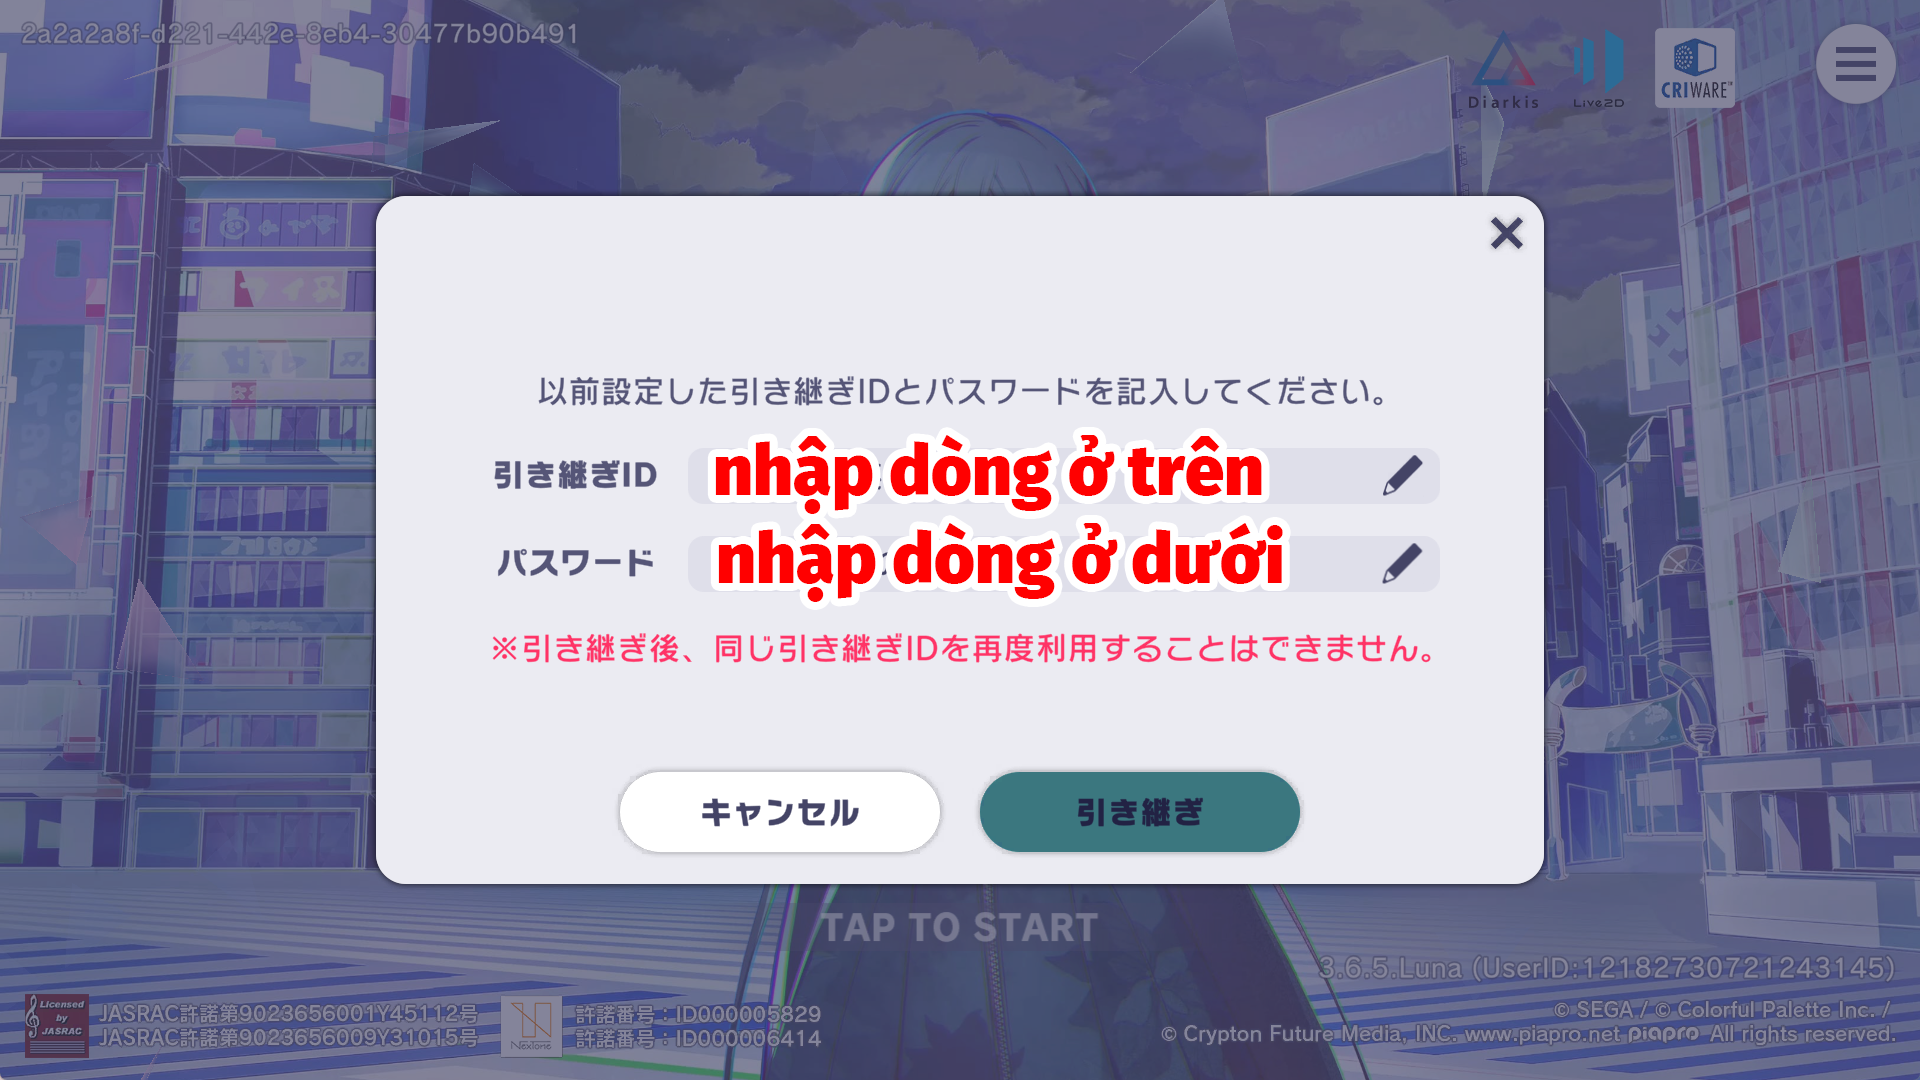 2a2a2a8f-d221-442e-8eb4-30477b90b491
Diarkis
Live2D
CRIWARE™
以前設定した引き継ぎIDとパスワードを記入してください。
引き継ぎID
nhập dòng ở trên
パスワード
nhập dòng ở dưới
※引き継ぎ後、同じ引き継ぎIDを再度利用することはできません。
キャンセル
引き継ぎ
TAP TO START
3.6.5.Luna (UserID:12182730721243145)
Licensed
by
JASRAC
JASRAC許諾第9023656001Y45112号
JASRAC許諾第9023656009Y31015号
Nextone
許諾番号：ID000005829
許諾番号：ID000006414
© SEGA / © Colorful Palette Inc. /
© Crypton Future Media, INC. www.piapro.net piapro All rights reserved.